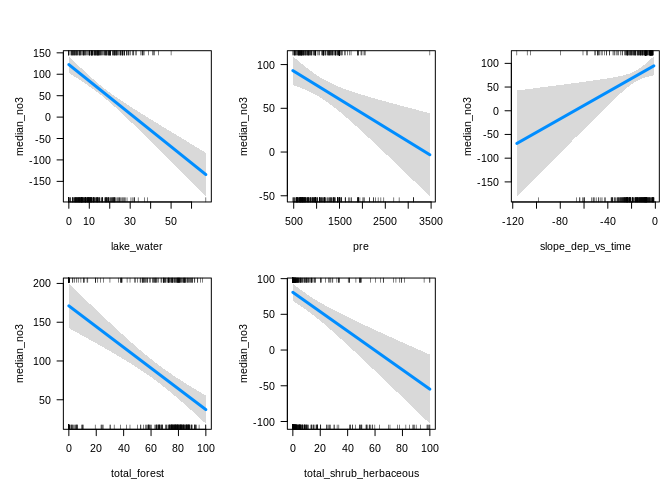 150
100
50
0
-50
-100
-150
median_no3
0 10 30 50
lake_water
100
50
0
-50
median_no3
500 1500 2500 3500
pre
100
50
0
-50
-100
-150
median_no3
-120 -80 -40 0
slope_dep_vs_time
200
150
100
50
median_no3
0 20 40 60 80 100
total_forest
100
50
0
-50
-100
median_no3
0 20 40 60 80 100
total_shrub_herbaceous